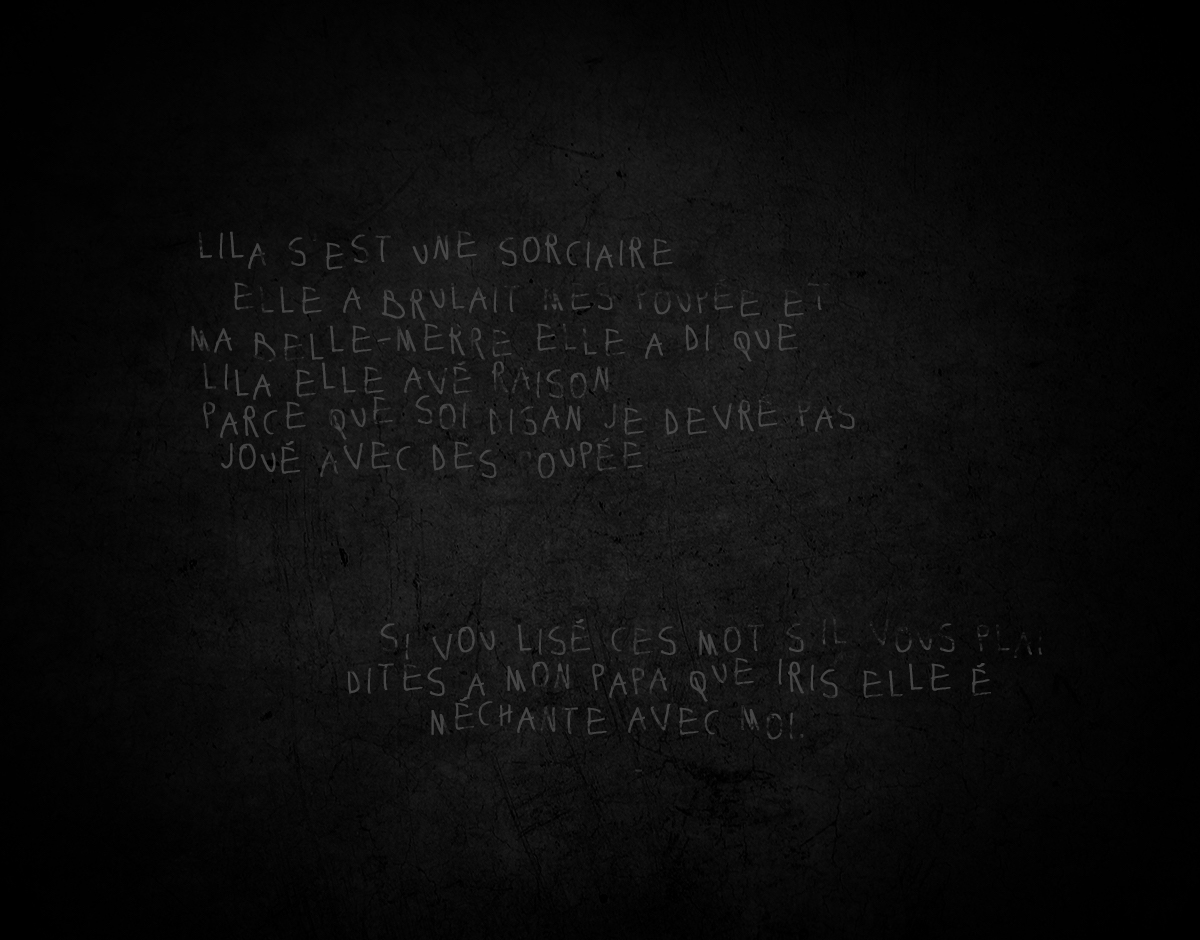 LILA S'EST UNE SORCIAIRE
ELLE A BRULAIT MES POUPÉE ET
MA BELLE-MERRE ELLE A DI QUE
LILA ELLE AVÉ RAISON
PARCE QUE SOI DISAN JE DEVRE PAS
JOUÉ AVEC DES POUPÉE
SI VOU LISÉ CES MOT S'IL VOUS PLAI
DITES A MON PAPA QUE IRIS ELLE É
MÉCHANTE AVEC MOI.